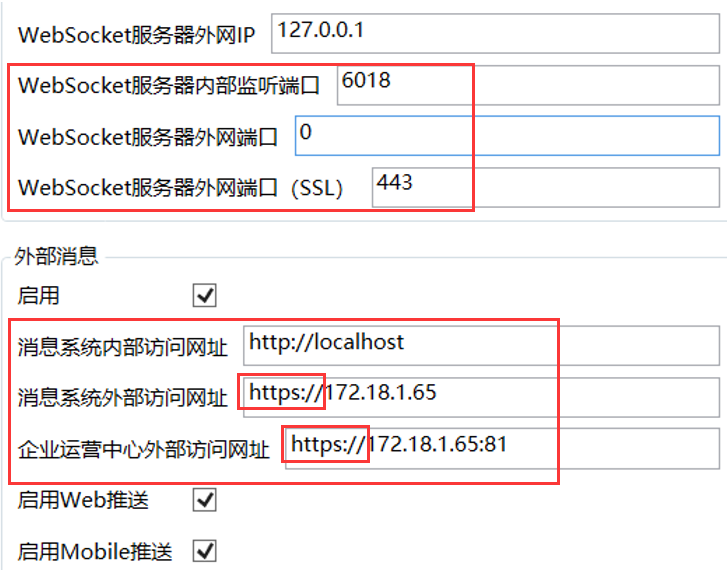 WebSocket服务器外网IP 127.0.0.1
WebSocket服务器内部监听端口 6018
WebSocket服务器外网端口 0
WebSocket服务器外网端口（SSL） 443
外部消息
启用
消息系统内部访问网址 http://localhost
消息系统外部访问网址 https://172.18.1.65
企业运营中心外部访问网址 https://172.18.1.65:81
启用Web推送
启用Mobile推送